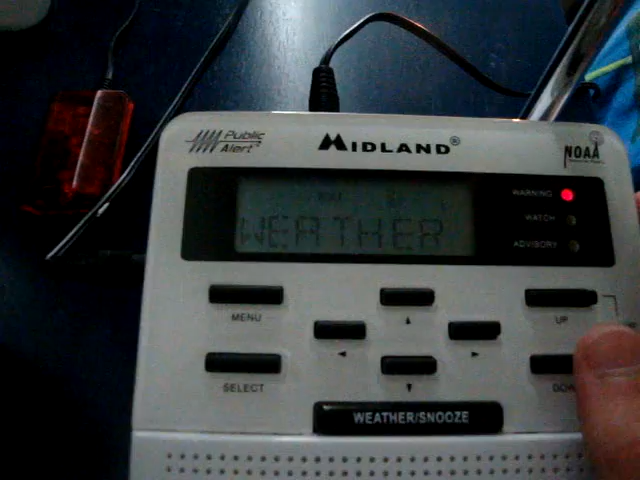 Public Alert
MIDLAND®
NOAA
WARNING
WATCH
ADVISORY
WEATHER
MENU
UP
SELECT
WEATHER/SNOOZE